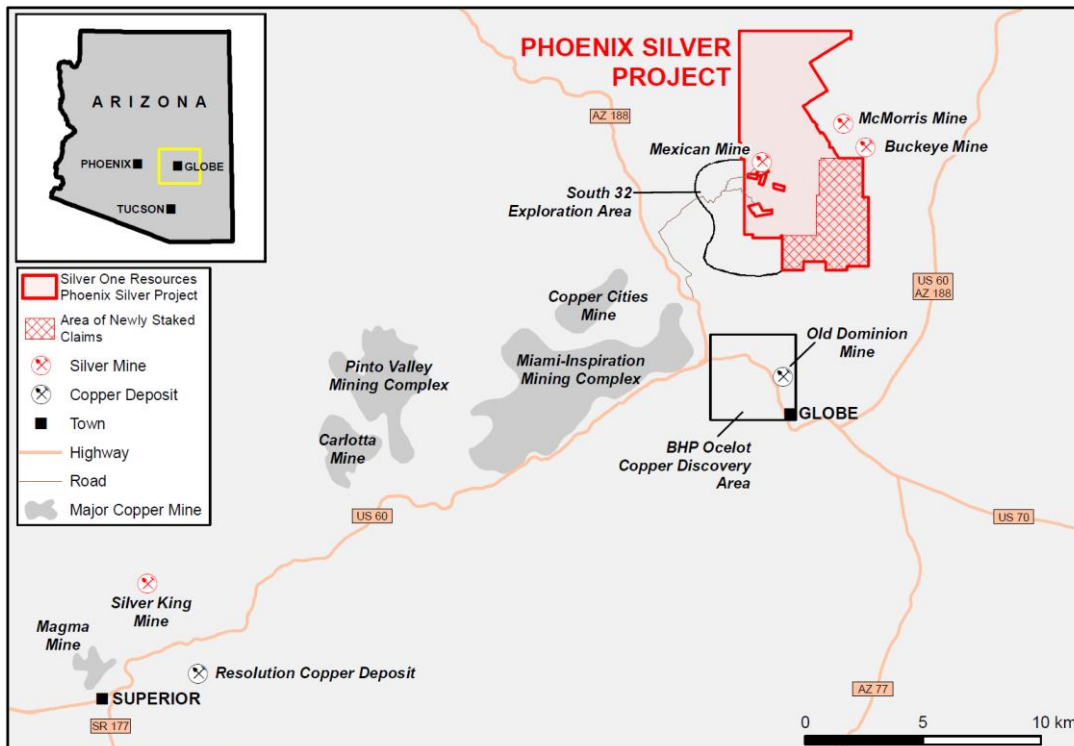 ARIZONA
PHOENIX
GLOBE
TUCSON
Silver One Resources
Phoenix Silver Project
Area of Newly Staked
Claims
Silver Mine
Copper Deposit
Town
Highway
Road
Major Copper Mine
PHOENIX SILVER
PROJECT
AZ 188
McMorris Mine
Buckeye Mine
Mexican Mine
South 32
Exploration Area
US 60
AZ 188
Copper Cities
Mine
Old Dominion
Mine
Miami-Inspiration
Mining Complex
Pinto Valley
Mining Complex
GLOBE
Carlotta
Mine
BHP Ocelot
Copper Discovery
Area
US 60
US 70
Silver King
Mine
Magma
Mine
Resolution Copper Deposit
SUPERIOR
AZ 77
SR 177
0 5 10 km